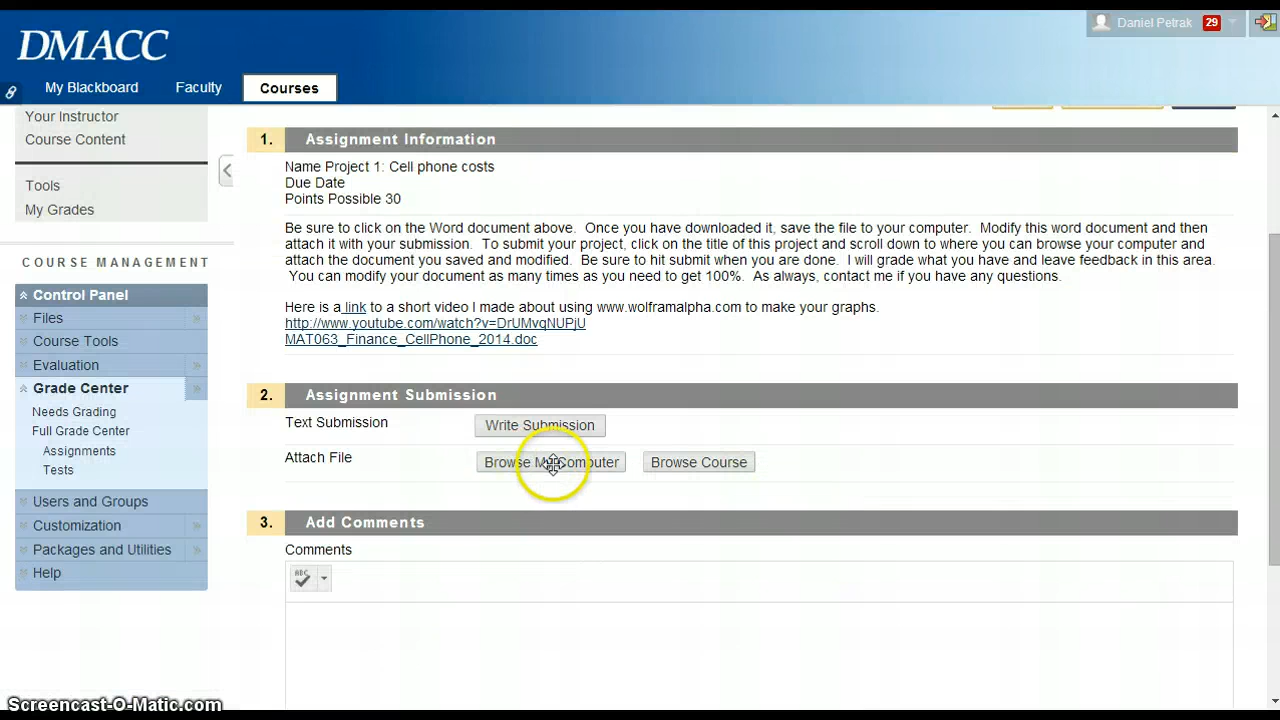 Daniel Petrak 29
DMACC
My Blackboard Faculty Courses
Your Instructor
Course Content
Tools
My Grades
COURSE MANAGEMENT
Control Panel
Files
Course Tools
Evaluation
Grade Center
Needs Grading
Full Grade Center
Assignments
Tests
Users and Groups
Customization
Packages and Utilities
Help
1. Assignment Information
Name Project 1: Cell phone costs
Due Date
Points Possible 30
Be sure to click on the Word document above. Once you have downloaded it, save the file to your computer. Modify this word document and then
attach it with your submission. To submit your project, click on the title of this project and scroll down to where you can browse your computer and
attach the document you saved and modified. Be sure to hit submit when you are done. I will grade what you have and leave feedback in this area.
You can modify your document as many times as you need to get 100%. As always, contact me if you have any questions.
Here is a link to a short video I made about using www.wolframalpha.com to make your graphs.
http://www.youtube.com/watch?v=DrUMvqNUPjU
MAT063_Finance_CellPhone_2014.doc
2. Assignment Submission
Text Submission Write Submission
Attach File Browse My Computer Browse Course
3. Add Comments
Comments
ABC
Screencast-O-Matic.com